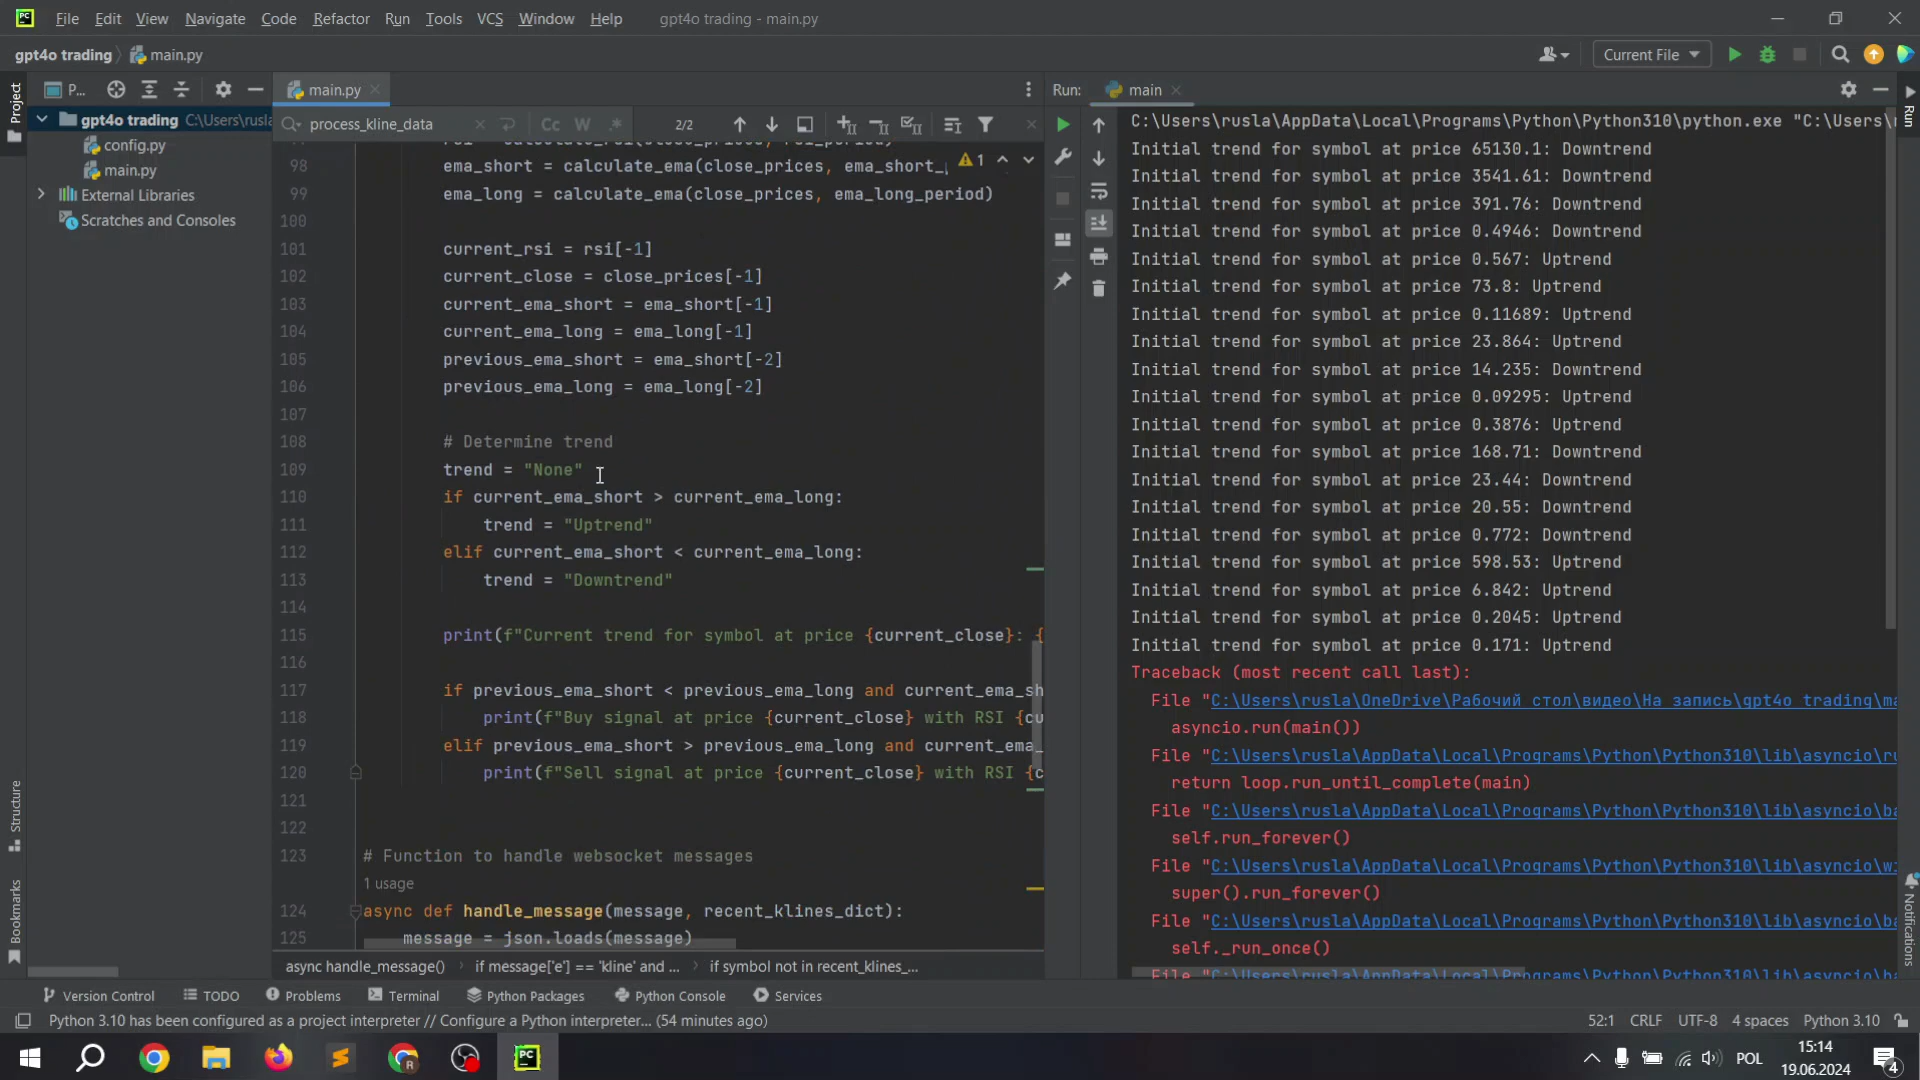 File Edit View Navigate Code Refactor Run Tools VCS Window Help gpt4o trading - main.py
gpt4o trading main.py Current File
Project
P...
gpt4o trading C:\Users\rusla
config.py
main.py
External Libraries
Scratches and Consoles
Structure
Bookmarks
main.py
process_kline_data Cc W .* 2/2
1
98 ema_short = calculate_ema(close_prices, ema_short_
99 ema_long = calculate_ema(close_prices, ema_long_period)
100
101 current_rsi = rsi[-1]
102 current_close = close_prices[-1]
103 current_ema_short = ema_short[-1]
104 current_ema_long = ema_long[-1]
105 previous_ema_short = ema_short[-2]
106 previous_ema_long = ema_long[-2]
107
108 # Determine trend
109 trend = "None"
110 if current_ema_short > current_ema_long:
111 trend = "Uptrend"
112 elif current_ema_short < current_ema_long:
113 trend = "Downtrend"
114
115 print(f"Current trend for symbol at price {current_close}: {
116
117 if previous_ema_short < previous_ema_long and current_ema_sh
118 print(f"Buy signal at price {current_close} with RSI {cu
119 elif previous_ema_short > previous_ema_long and current_ema_
120 print(f"Sell signal at price {current_close} with RSI {c
121
122
123 # Function to handle websocket messages
1 usage
124 async def handle_message(message, recent_klines_dict):
125 message = json.loads(message)
async handle_message() › if message['e'] == 'kline' and ... › if symbol not in recent_klines_...
Run: main
C:\Users\rusla\AppData\Local\Programs\Python\Python310\python.exe "C:\Users\
Initial trend for symbol at price 65130.1: Downtrend
Initial trend for symbol at price 3541.61: Downtrend
Initial trend for symbol at price 391.76: Downtrend
Initial trend for symbol at price 0.4946: Downtrend
Initial trend for symbol at price 0.567: Uptrend
Initial trend for symbol at price 73.8: Uptrend
Initial trend for symbol at price 0.11689: Uptrend
Initial trend for symbol at price 23.864: Uptrend
Initial trend for symbol at price 14.235: Downtrend
Initial trend for symbol at price 0.09295: Uptrend
Initial trend for symbol at price 0.3876: Uptrend
Initial trend for symbol at price 168.71: Downtrend
Initial trend for symbol at price 23.44: Downtrend
Initial trend for symbol at price 20.55: Downtrend
Initial trend for symbol at price 0.772: Downtrend
Initial trend for symbol at price 598.53: Uptrend
Initial trend for symbol at price 6.842: Uptrend
Initial trend for symbol at price 0.2045: Uptrend
Initial trend for symbol at price 0.171: Uptrend
Traceback (most recent call last):
File "C:\Users\rusla\OneDrive\Рабочий стол\видео\На запись\gpt4o trading\ma
asyncio.run(main())
File "C:\Users\rusla\AppData\Local\Programs\Python\Python310\lib\asyncio\ru
return loop.run_until_complete(main)
File "C:\Users\rusla\AppData\Local\Programs\Python\Python310\lib\asyncio\ba
self.run_forever()
File "C:\Users\rusla\AppData\Local\Programs\Python\Python310\lib\asyncio\wi
super().run_forever()
File "C:\Users\rusla\AppData\Local\Programs\Python\Python310\lib\asyncio\ba
self._run_once()
File "C:\Users\rusla\AppData\Local\Programs\Python\Python310\lib\asyncio\ba
Run
Notifications
Version Control TODO Problems Terminal Python Packages Python Console Services
Python 3.10 has been configured as a project interpreter // Configure a Python interpreter... (54 minutes ago) 52:1 CRLF UTF-8 4 spaces Python 3.10
POL 15:14
19.06.2024
4